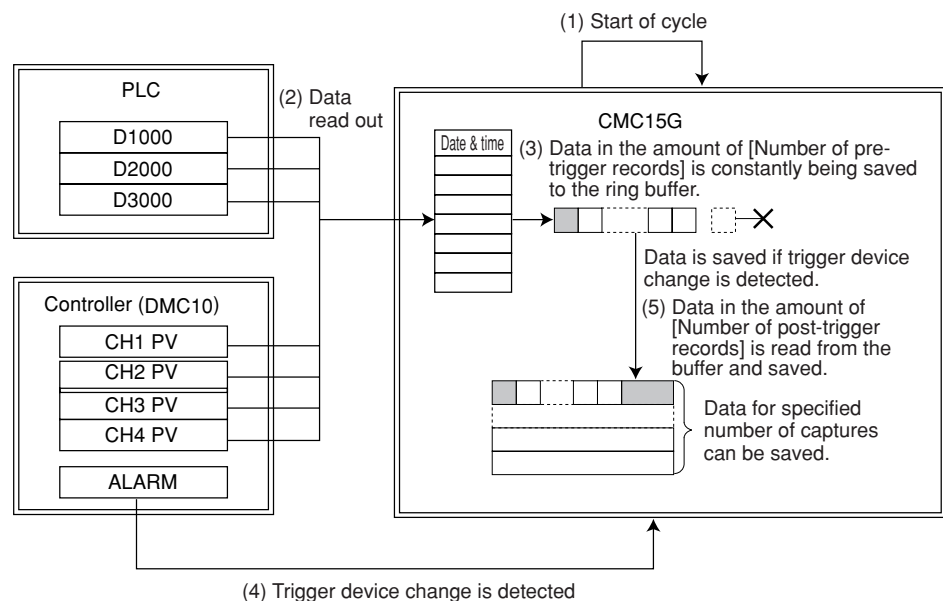 (1) Start of cycle
PLC
D1000
D2000
D3000
(2) Data
read out
Controller (DMC10)
CH1 PV
CH2 PV
CH3 PV
CH4 PV
ALARM
CMC15G
Date & time
(3) Data in the amount of [Number of pre-
trigger records] is constantly being saved
to the ring buffer.
Data is saved if trigger device
change is detected.
(5) Data in the amount of
[Number of post-trigger
records] is read from the
buffer and saved.
Data for specified
number of captures
can be saved.
(4) Trigger device change is detected